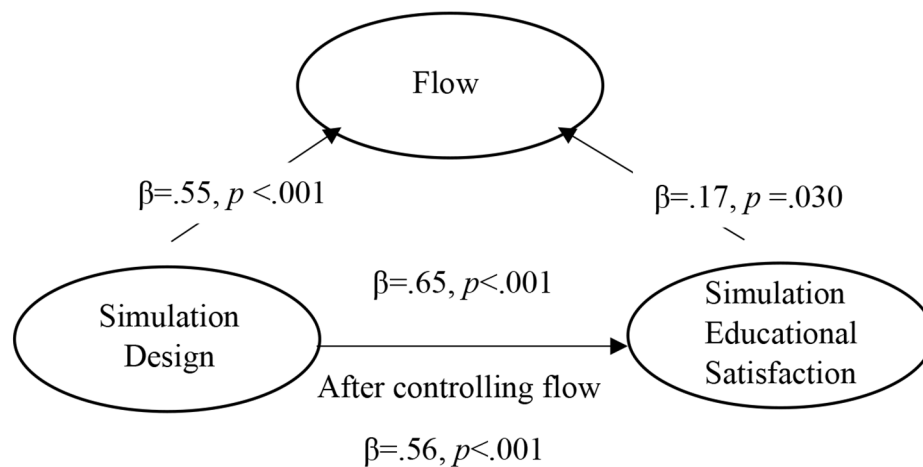 Flow
β=.55, p <.001
β=.17, p =.030
β=.65, p<.001
Simulation
Design
Simulation
Educational
Satisfaction
After controlling flow
β=.56, p<.001